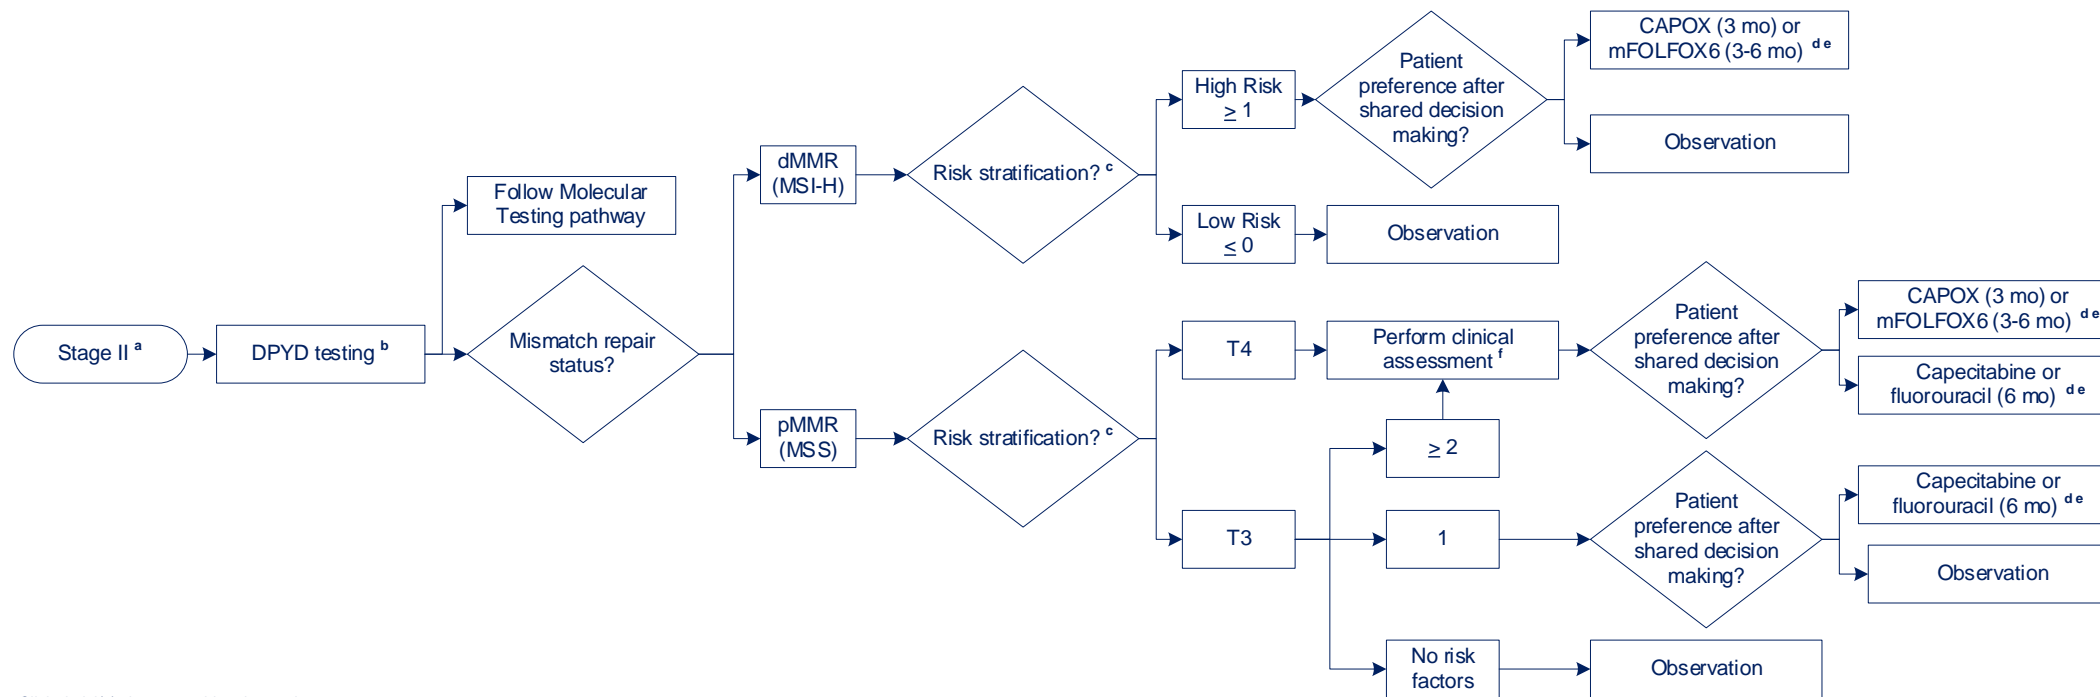 Stage II a
DPYD testing b
Follow Molecular
Testing pathway
Mismatch repair
status?
dMMR
(MSI-H)
Risk stratification? c
High Risk
≥ 1
Patient
preference after
shared decision
making?
CAPOX (3 mo) or
mFOLFOX6 (3-6 mo) d e
Observation
Low Risk
≤ 0
Observation
pMMR
(MSS)
Risk stratification? c
T4
Perform clinical
assessment f
Patient
preference after
shared decision
making?
CAPOX (3 mo) or
mFOLFOX6 (3-6 mo) d e
Capecitabine or
fluorouracil (6 mo) d e
T3
≥ 2
1
Patient
preference after
shared decision
making?
Capecitabine or
fluorouracil (6 mo) d e
Observation
No risk
factors
Observation